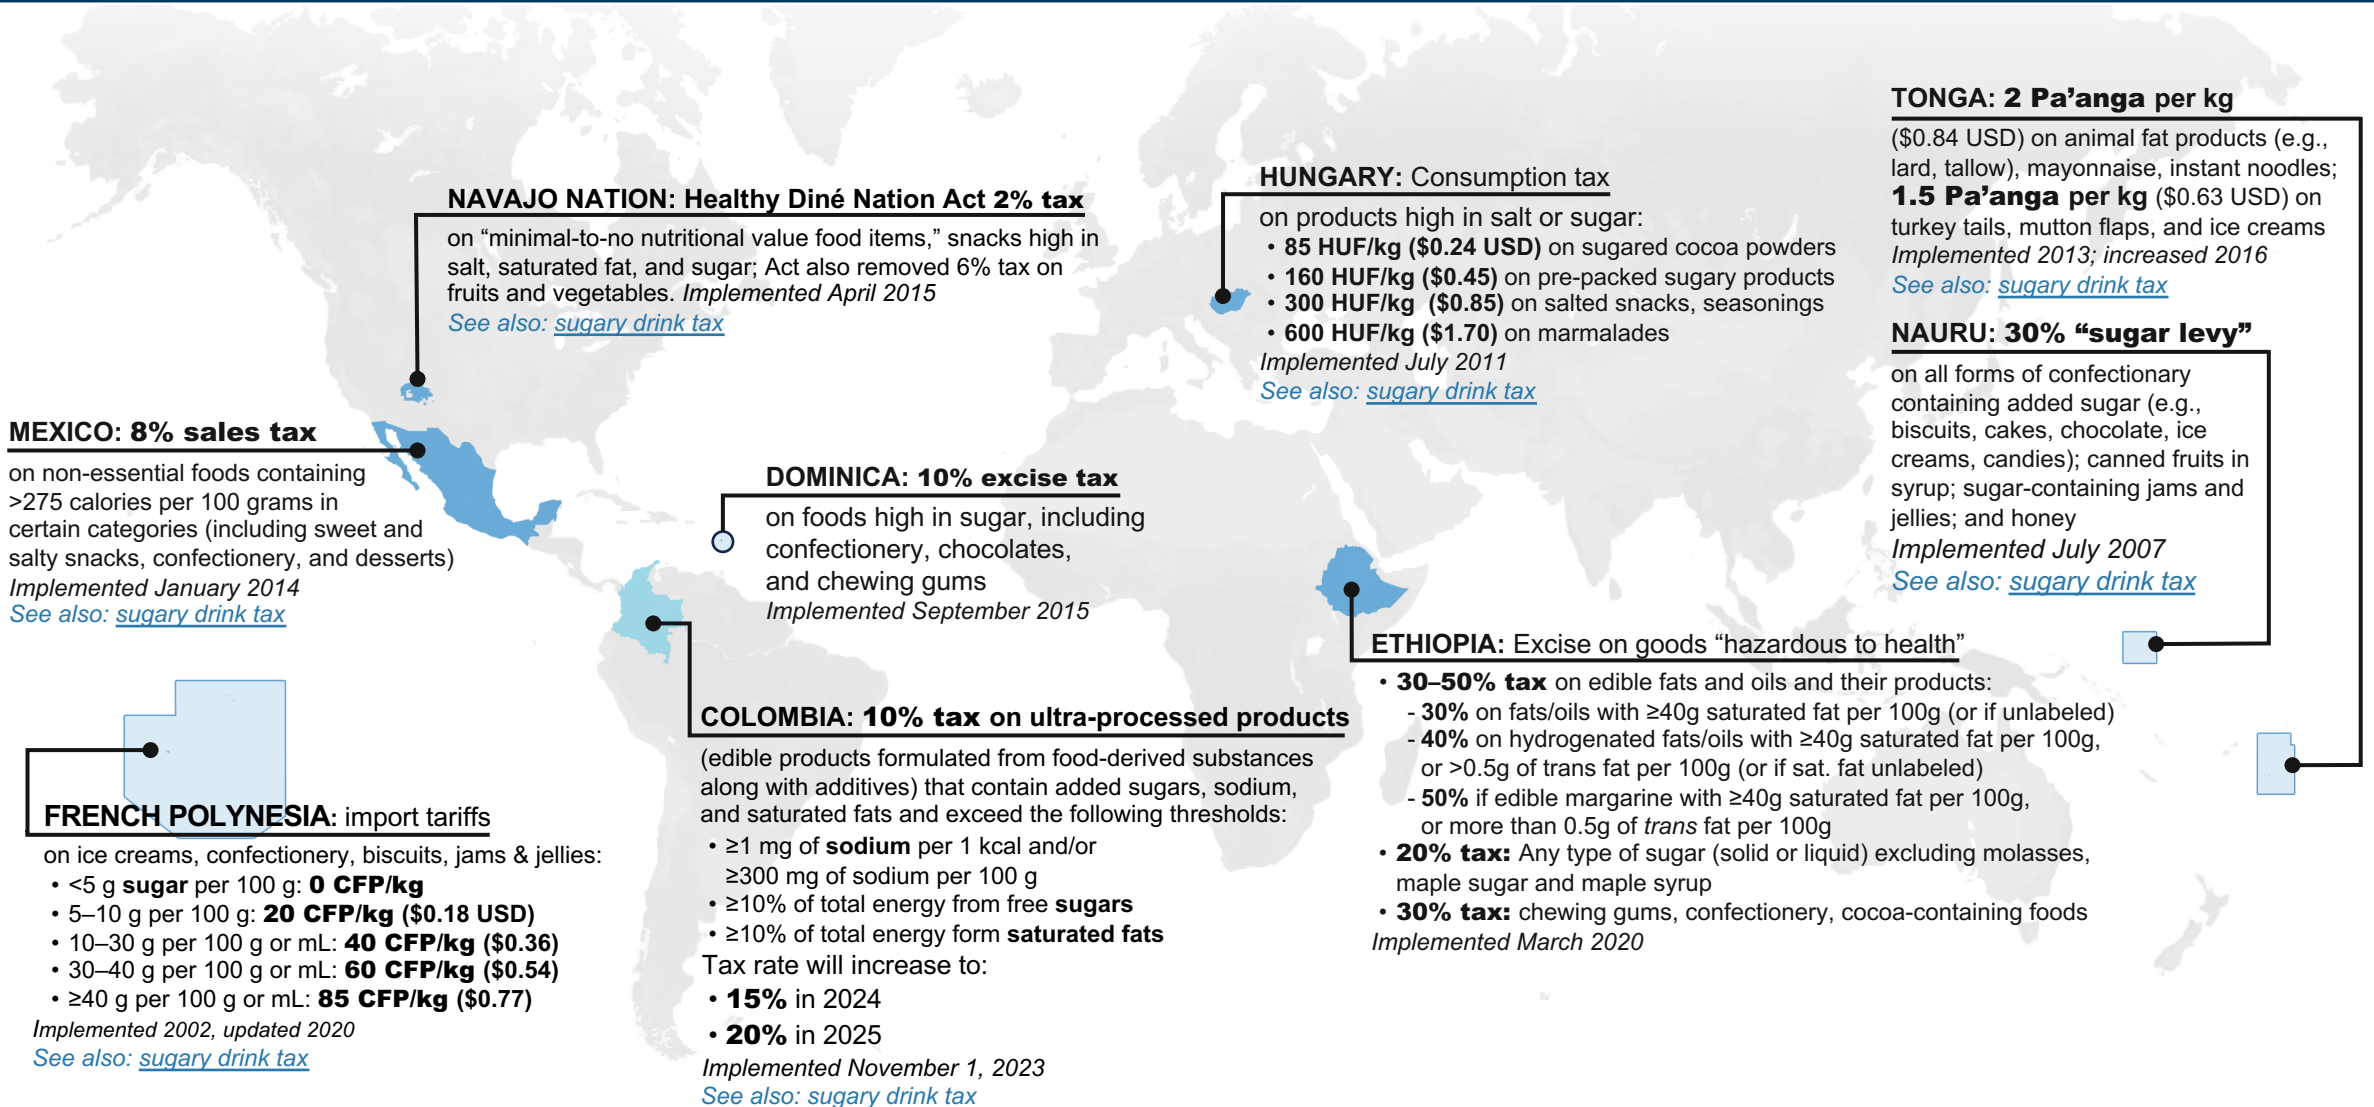 TONGA: 2 Pa’anga per kg
($0.84 USD) on animal fat products (e.g.,
lard, tallow), mayonnaise, instant noodles;
1.5 Pa’anga per kg ($0.63 USD) on
turkey tails, mutton flaps, and ice creams
Implemented 2013; increased 2016
See also: sugary drink tax
HUNGARY: Consumption tax
on products high in salt or sugar:
• 85 HUF/kg ($0.24 USD) on sugared cocoa powders
• 160 HUF/kg ($0.45) on pre-packed sugary products
• 300 HUF/kg ($0.85) on salted snacks, seasonings
• 600 HUF/kg ($1.70) on marmalades
Implemented July 2011
See also: sugary drink tax
NAVAJO NATION: Healthy Diné Nation Act 2% tax
on “minimal-to-no nutritional value food items,” snacks high in
salt, saturated fat, and sugar; Act also removed 6% tax on
fruits and vegetables. Implemented April 2015
See also: sugary drink tax
NAURU: 30% “sugar levy”
on all forms of confectionary
containing added sugar (e.g.,
biscuits, cakes, chocolate, ice
creams, candies); canned fruits in
syrup; sugar-containing jams and
jellies; and honey
Implemented July 2007
See also: sugary drink tax
MEXICO: 8% sales tax
on non-essential foods containing
>275 calories per 100 grams in
certain categories (including sweet and
salty snacks, confectionery, and desserts)
Implemented January 2014
See also: sugary drink tax
DOMINICA: 10% excise tax
on foods high in sugar, including
confectionery, chocolates,
and chewing gums
Implemented September 2015
ETHIOPIA: Excise on goods “hazardous to health”
• 30–50% tax on edible fats and oils and their products:
- 30% on fats/oils with ≥40g saturated fat per 100g (or if unlabeled)
- 40% on hydrogenated fats/oils with ≥40g saturated fat per 100g,
or >0.5g of trans fat per 100g (or if sat. fat unlabeled)
- 50% if edible margarine with ≥40g saturated fat per 100g,
or more than 0.5g of trans fat per 100g
• 20% tax: Any type of sugar (solid or liquid) excluding molasses,
maple sugar and maple syrup
• 30% tax: chewing gums, confectionery, cocoa-containing foods
Implemented March 2020
COLOMBIA: 10% tax on ultra-processed products
(edible products formulated from food-derived substances
along with additives) that contain added sugars, sodium,
and saturated fats and exceed the following thresholds:
• ≥1 mg of sodium per 1 kcal and/or
≥300 mg of sodium per 100 g
• ≥10% of total energy from free sugars
• ≥10% of total energy form saturated fats
Tax rate will increase to:
• 15% in 2024
• 20% in 2025
Implemented November 1, 2023
See also: sugary drink tax
FRENCH POLYNESIA: import tariffs
on ice creams, confectionery, biscuits, jams & jellies:
• <5 g sugar per 100 g: 0 CFP/kg
• 5–10 g per 100 g: 20 CFP/kg ($0.18 USD)
• 10–30 g per 100 g or mL: 40 CFP/kg ($0.36)
• 30–40 g per 100 g or mL: 60 CFP/kg ($0.54)
• ≥40 g per 100 g or mL: 85 CFP/kg ($0.77)
Implemented 2002, updated 2020
See also: sugary drink tax